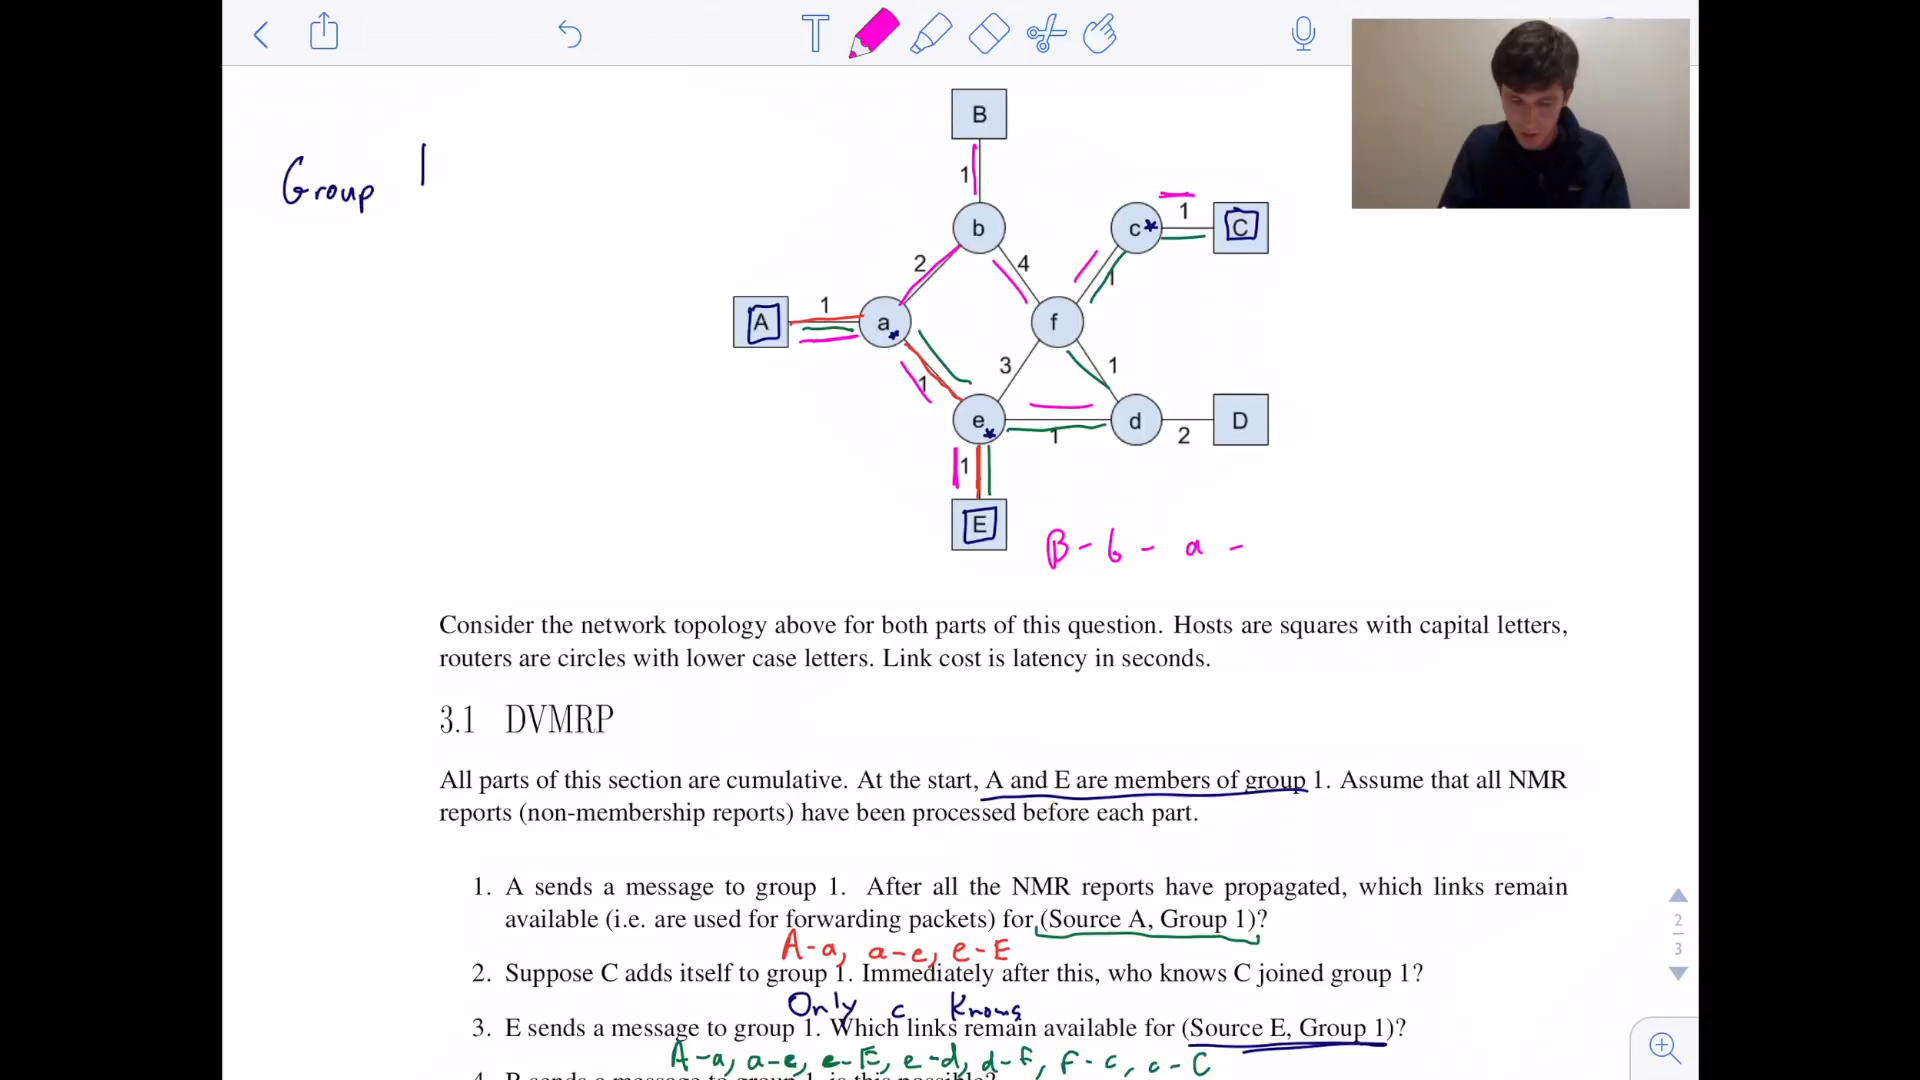 T
B
Group 1
1
1
b
c*
C
2
4
1
1
A
a
f
3
1
1
e
d
2
D
1
1
E
B - b - a -
Consider the network topology above for both parts of this question. Hosts are squares with capital letters,
routers are circles with lower case letters. Link cost is latency in seconds.
3.1 DVMRP
All parts of this section are cumulative. At the start, A and E are members of group 1. Assume that all NMR
reports (non-membership reports) have been processed before each part.
1. A sends a message to group 1. After all the NMR reports have propagated, which links remain
available (i.e. are used for forwarding packets) for (Source A, Group 1)?
A-a, a-e, e-E
2. Suppose C adds itself to group 1. Immediately after this, who knows C joined group 1?
Only c knows
3. E sends a message to group 1. Which links remain available for (Source E, Group 1)?
A-a, a-e, e-E, e-d, d-f, f-c, c-C
2
3